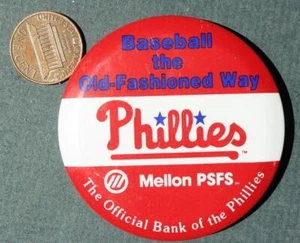 Baseball
the
Old-Fashioned Way
Phillies
Mellon PSFS
The Official Bank of the Phillies